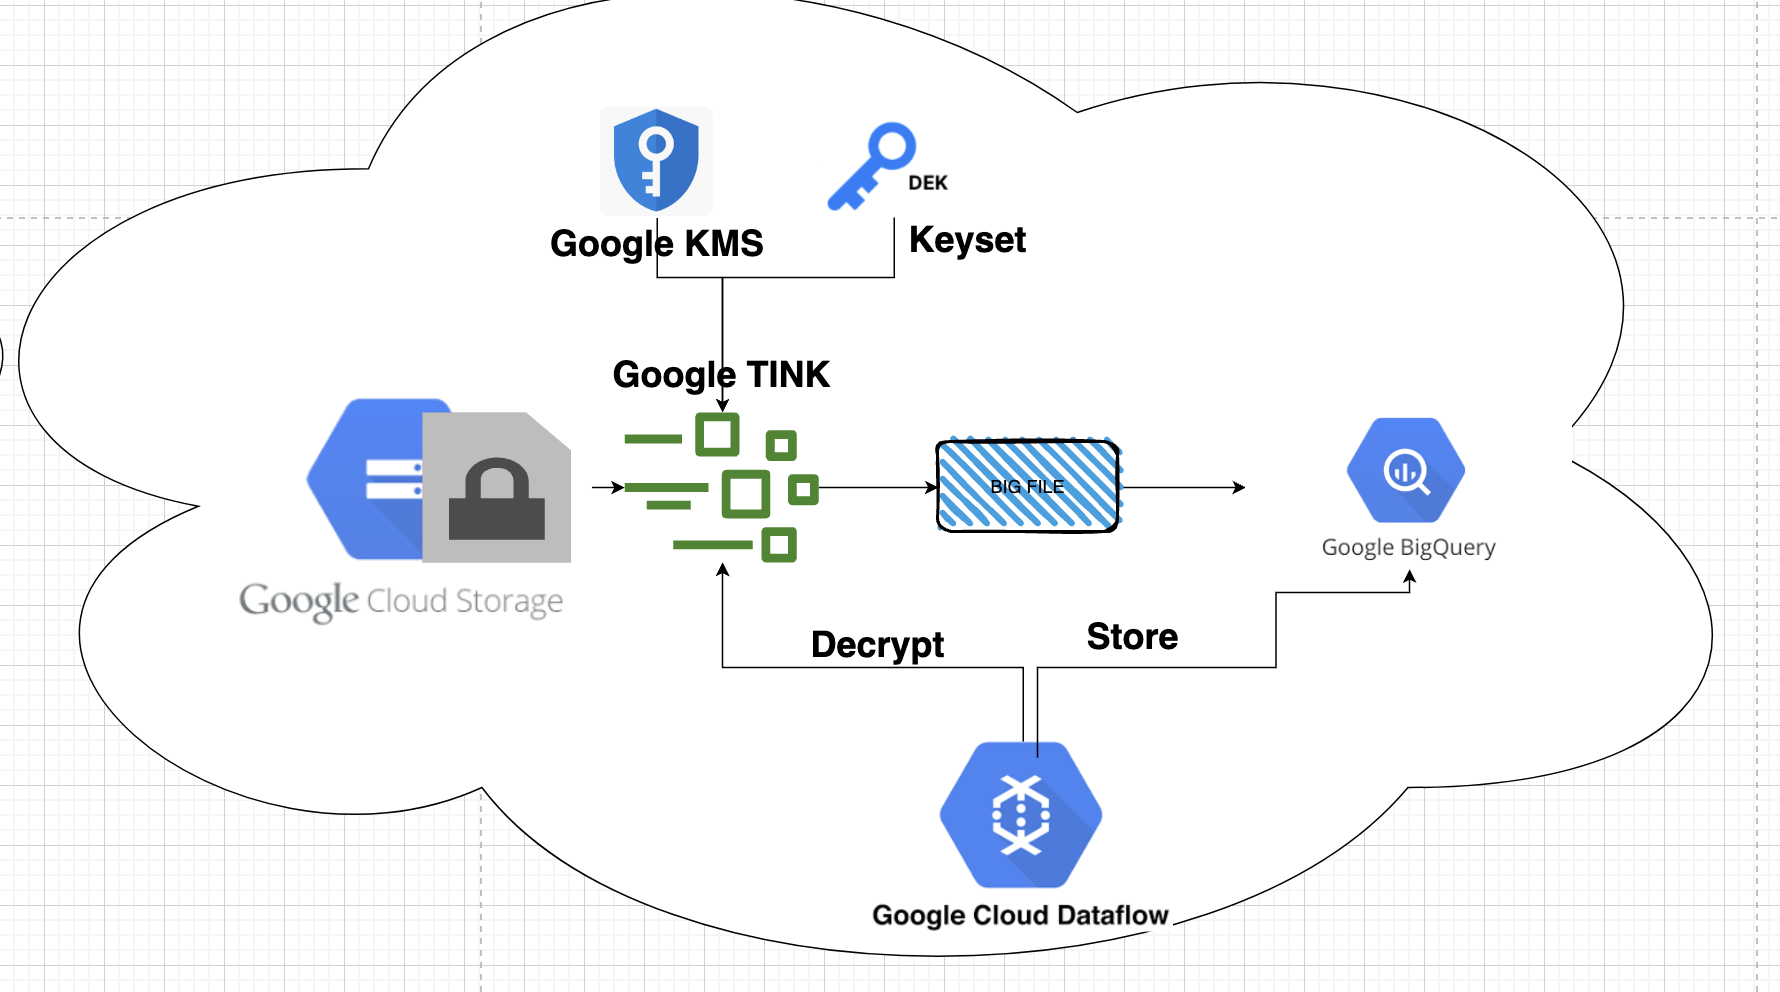 DEK
Google KMS
Keyset
Google TINK
BIG FILE
Google Cloud Storage
Google BigQuery
Decrypt
Store
Google Cloud Dataflow